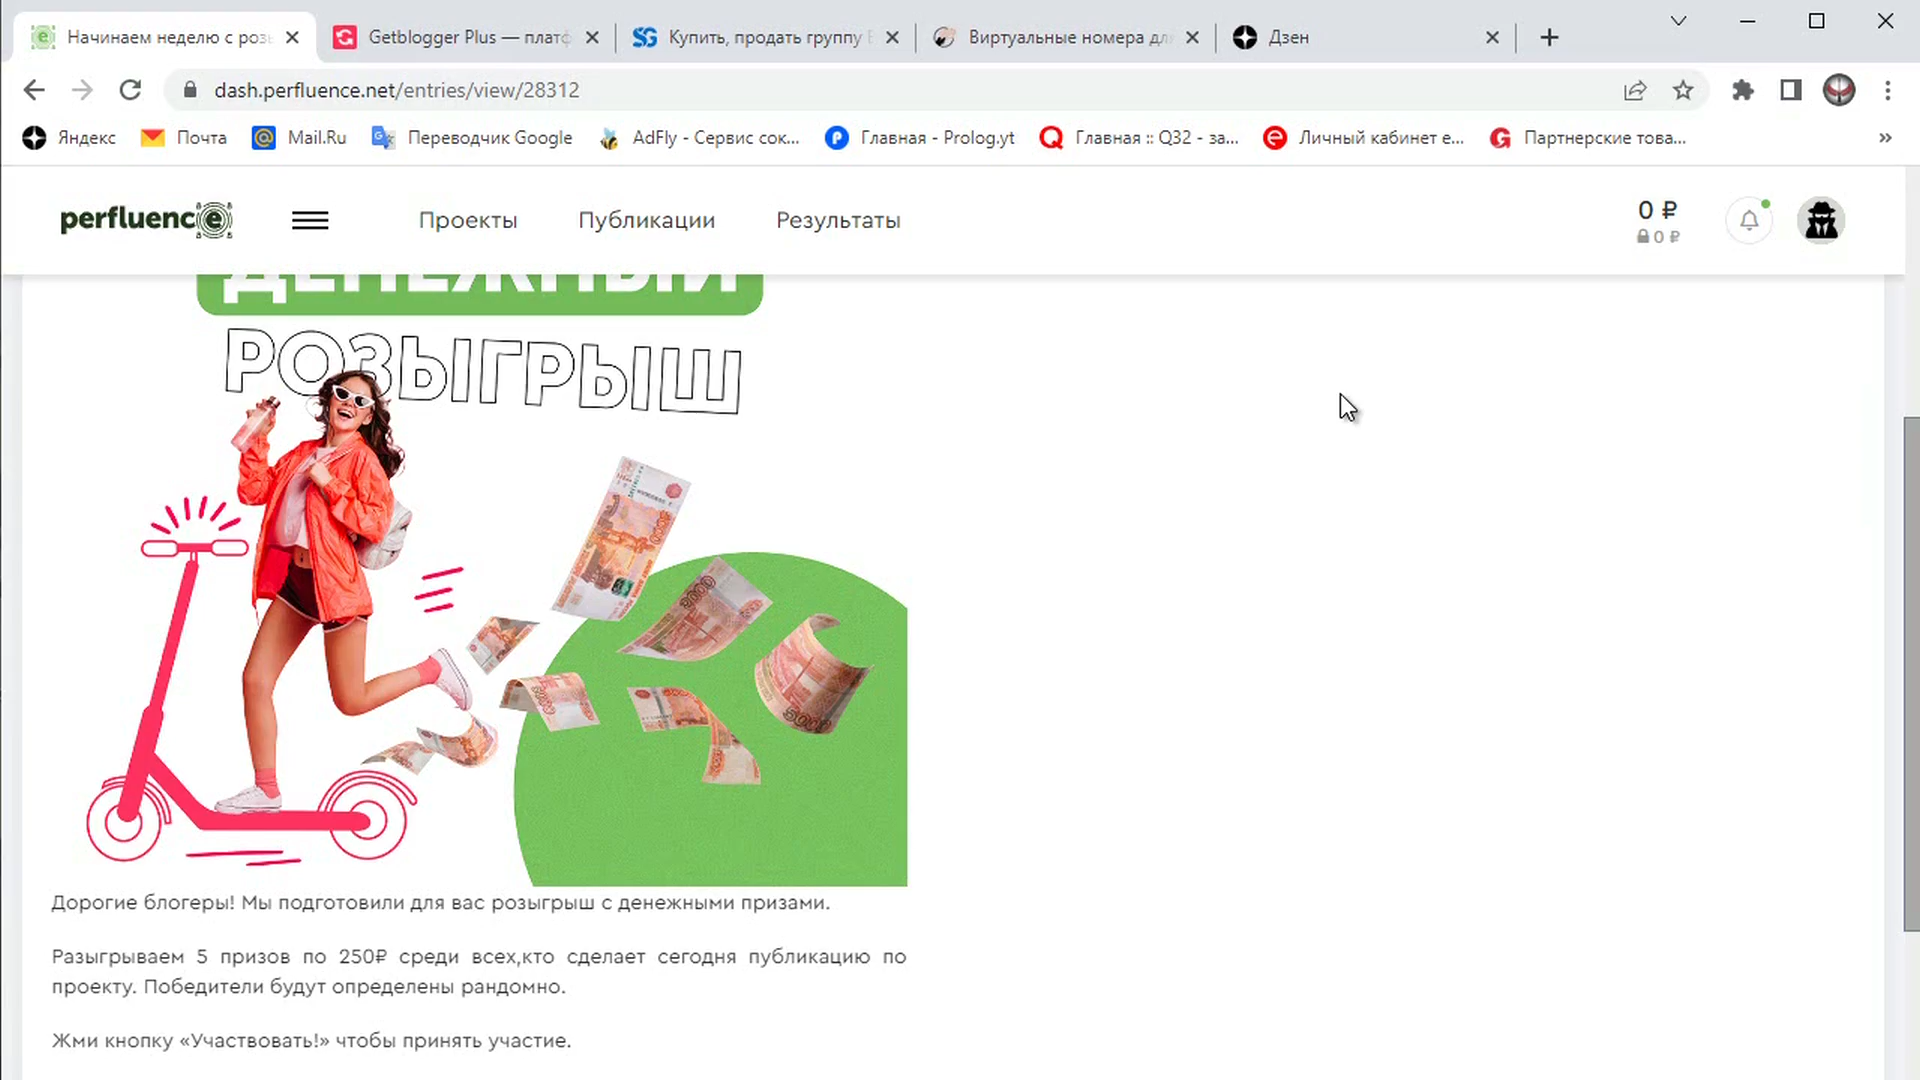 Начинаем неделю с роз
Getblogger Plus — платф
Купить, продать группу
Виртуальные номера дл
Дзен
dash.perfluence.net/entries/view/28312
Яндекс
Почта
Mail.Ru
Переводчик Google
AdFly - Сервис сок...
Главная - Prolog.yt
Главная :: Q32 - за...
Личный кабинет е...
Партнерские това...
perfluence
Проекты
Публикации
Результаты
0 ₽
0 ₽
ДЕНЕЖНЫЙ
РОЗЫГРЫШ
Дорогие блогеры! Мы подготовили для вас розыгрыш с денежными призами.
Разыгрываем 5 призов по 250₽ среди всех,кто сделает сегодня публикацию по
проекту. Победители будут определены рандомно.
Жми кнопку «Участвовать!» чтобы принять участие.